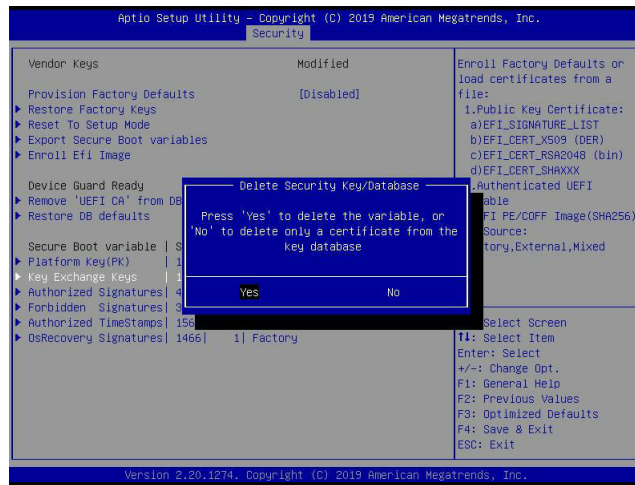 Aptio Setup Utility – Copyright (C) 2019 American Megatrends, Inc.
Security
Vendor Keys Modified
Provision Factory Defaults [Disabled]
Restore Factory Keys
Reset To Setup Mode
Export Secure Boot variables
Enroll Efi Image
Device Guard Ready
Remove 'UEFI CA' from DB
Restore DB defaults
Secure Boot variable | S
Platform Key(PK) | 1
Key Exchange Keys | 1
Authorized Signatures| 4
Forbidden Signatures| 3
Authorized TimeStamps| 156
OsRecovery Signatures| 1466| 1| Factory
Delete Security Key/Database
Press 'Yes' to delete the variable, or
'No' to delete only a certificate from the
key database
Yes No
Enroll Factory Defaults or
load certificates from a
file:
1.Public Key Certificate:
a)EFI_SIGNATURE_LIST
b)EFI_CERT_X509 (DER)
c)EFI_CERT_RSA2048 (bin)
d)EFI_CERT_SHAXXX
.Authenticated UEFI
able
FI PE/COFF Image(SHA256)
Source:
tory,External,Mixed
Select Screen
↑↓: Select Item
Enter: Select
+/-: Change Opt.
F1: General Help
F2: Previous Values
F3: Optimized Defaults
F4: Save & Exit
ESC: Exit
Version 2.20.1274. Copyright (C) 2019 American Megatrends, Inc.